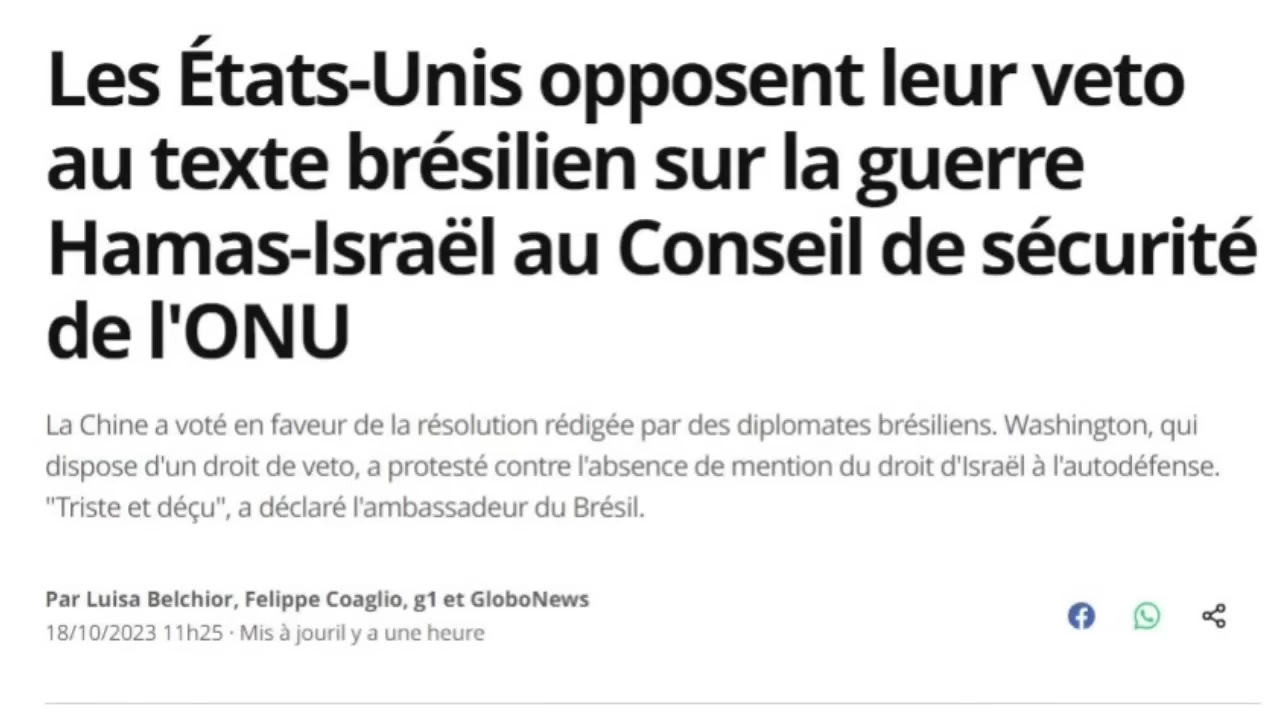 Les États-Unis opposent leur veto
au texte brésilien sur la guerre
Hamas-Israël au Conseil de sécurité
de l'ONU
La Chine a voté en faveur de la résolution rédigée par des diplomates brésiliens. Washington, qui
dispose d'un droit de veto, a protesté contre l'absence de mention du droit d'Israël à l'autodéfense.
"Triste et déçu", a déclaré l'ambassadeur du Brésil.
Par Luisa Belchior, Felippe Coaglio, g1 et GloboNews
18/10/2023 11h25 · Mis à jouril y a une heure